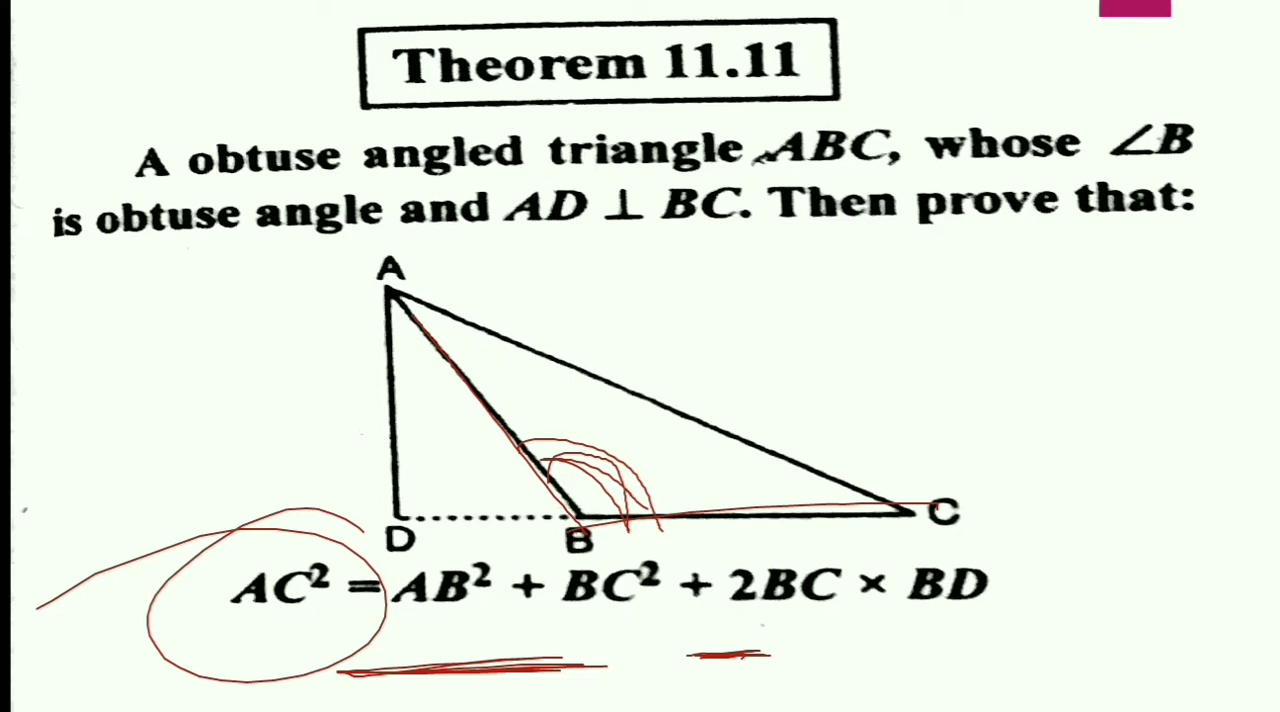 Theorem 11.11
A obtuse angled triangle ABC, whose ∠B
is obtuse angle and AD ⊥ BC. Then prove that:
A
D
B
C
AC² = AB² + BC² + 2BC × BD